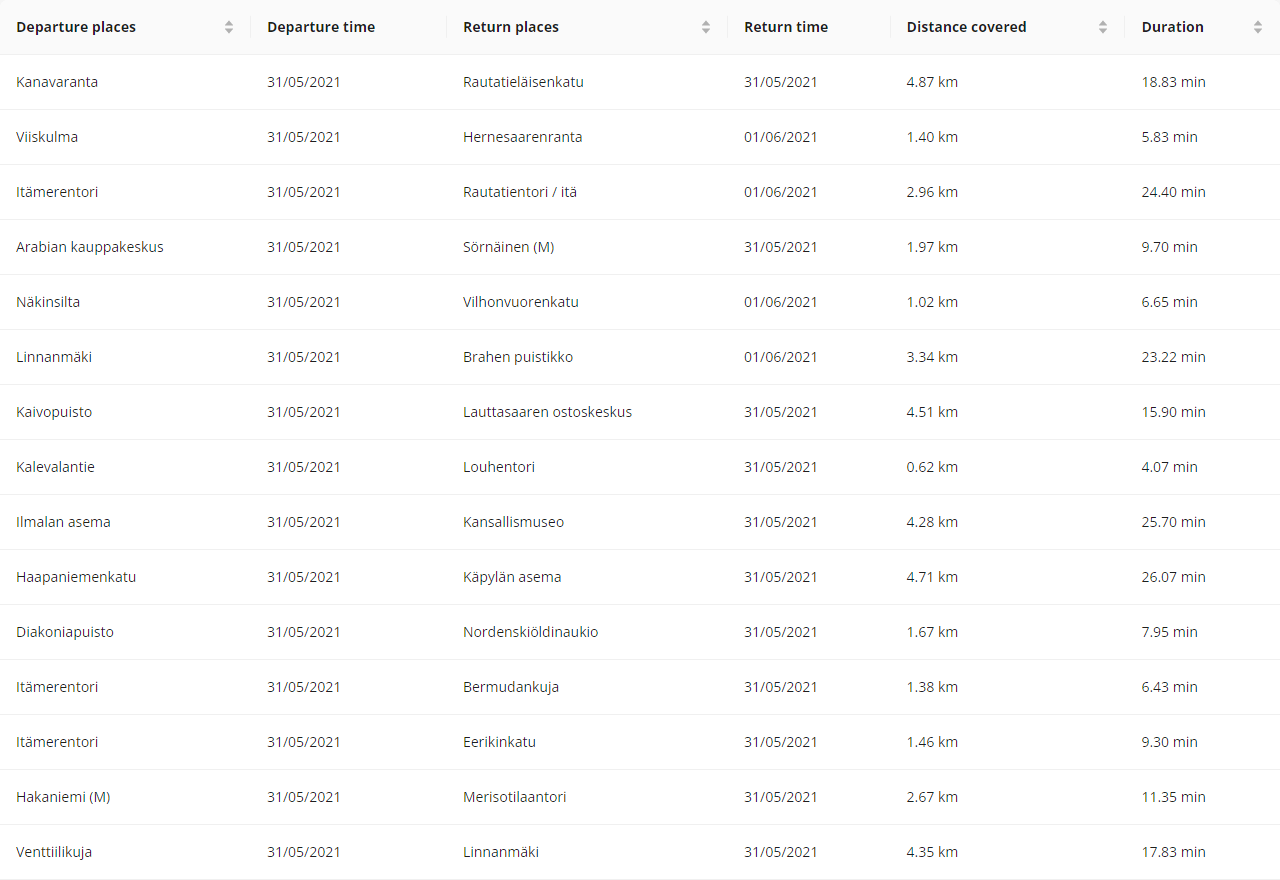 Departure places Departure time Return places Return time Distance covered Duration
Kanavaranta 31/05/2021 Rautatieläisenkatu 31/05/2021 4.87 km 18.83 min
Viiskulma 31/05/2021 Hernesaarenranta 01/06/2021 1.40 km 5.83 min
Itämerentori 31/05/2021 Rautatientori / itä 01/06/2021 2.96 km 24.40 min
Arabian kauppakeskus 31/05/2021 Sörnäinen (M) 31/05/2021 1.97 km 9.70 min
Näkinsilta 31/05/2021 Vilhonvuorenkatu 01/06/2021 1.02 km 6.65 min
Linnanmäki 31/05/2021 Brahen puistikko 01/06/2021 3.34 km 23.22 min
Kaivopuisto 31/05/2021 Lauttasaaren ostoskeskus 31/05/2021 4.51 km 15.90 min
Kalevalantie 31/05/2021 Louhentori 31/05/2021 0.62 km 4.07 min
Ilmalan asema 31/05/2021 Kansallismuseo 31/05/2021 4.28 km 25.70 min
Haapaniemenkatu 31/05/2021 Käpylän asema 31/05/2021 4.71 km 26.07 min
Diakoniapuisto 31/05/2021 Nordenskiöldinaukio 31/05/2021 1.67 km 7.95 min
Itämerentori 31/05/2021 Bermudankuja 31/05/2021 1.38 km 6.43 min
Itämerentori 31/05/2021 Eerikinkatu 31/05/2021 1.46 km 9.30 min
Hakaniemi (M) 31/05/2021 Merisotilaantori 31/05/2021 2.67 km 11.35 min
Venttiilikuja 31/05/2021 Linnanmäki 31/05/2021 4.35 km 17.83 min